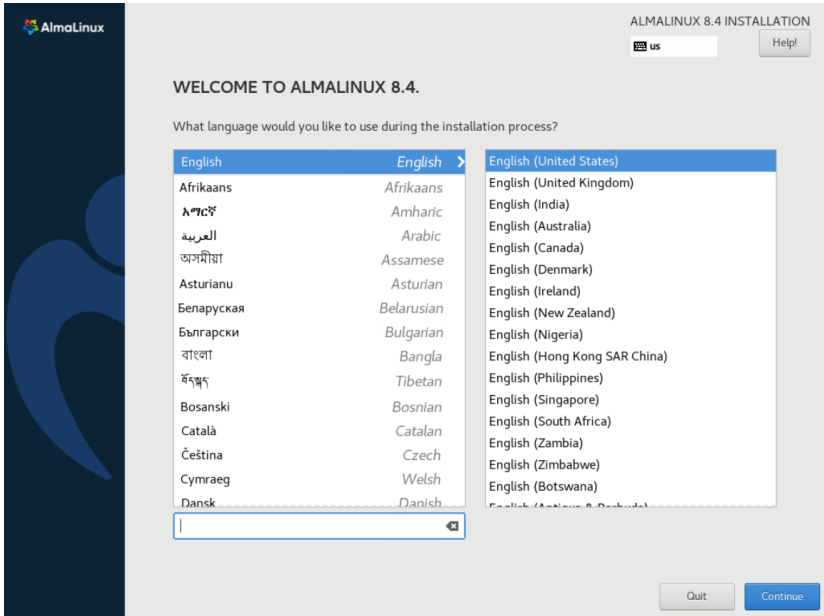 AlmaLinux
ALMALINUX 8.4 INSTALLATION
us
Help!
WELCOME TO ALMALINUX 8.4.
What language would you like to use during the installation process?
English English
Afrikaans Afrikaans
አማርኛ Amharic
العربية Arabic
অসমীয়া Assamese
Asturianu Asturian
Беларуская Belarusian
Български Bulgarian
বাংলা Bangla
བོད་སྐད་ Tibetan
Bosanski Bosnian
Català Catalan
Čeština Czech
Cymraeg Welsh
Dansk Danish
English (United States)
English (United Kingdom)
English (India)
English (Australia)
English (Canada)
English (Denmark)
English (Ireland)
English (New Zealand)
English (Nigeria)
English (Hong Kong SAR China)
English (Philippines)
English (Singapore)
English (South Africa)
English (Zambia)
English (Zimbabwe)
English (Botswana)
English (Antigua & Barbuda)
Quit
Continue